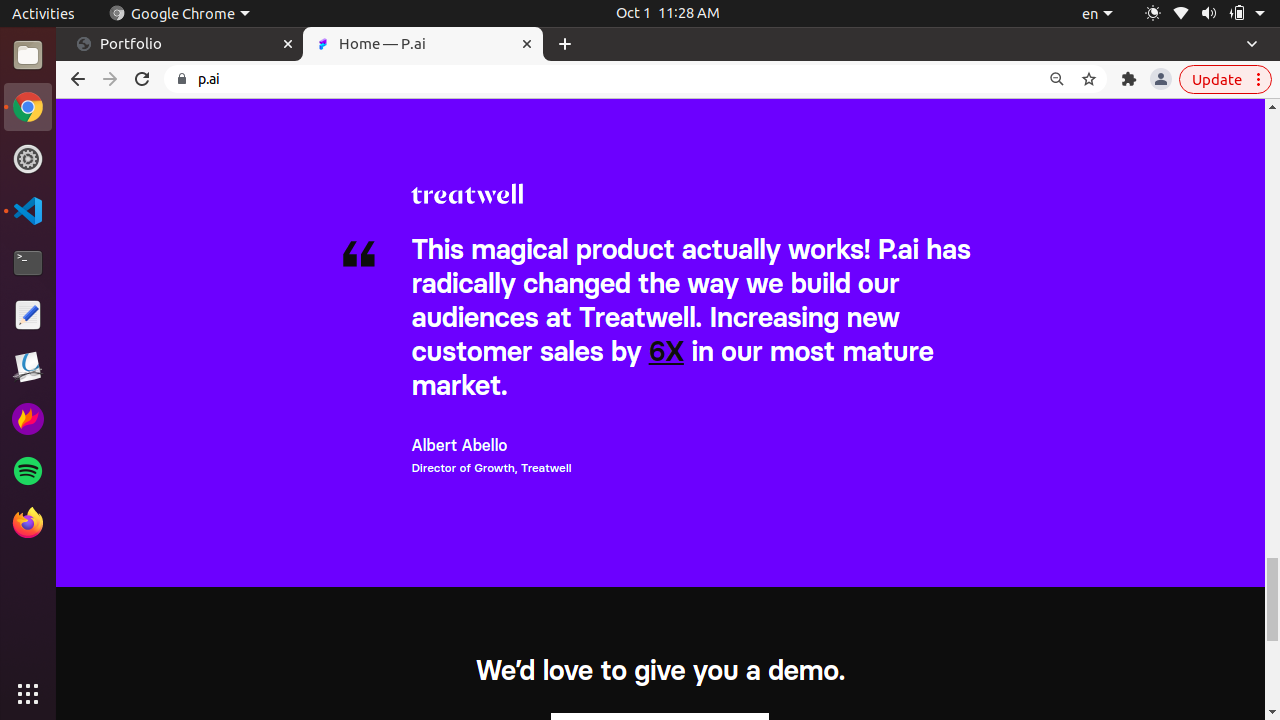 Activities
Google Chrome
Oct 1 11:28 AM
en
Portfolio
Home — P.ai
p.ai
Update
treatwell
“
This magical product actually works! P.ai has
radically changed the way we build our
audiences at Treatwell. Increasing new
customer sales by 6X in our most mature
market.
Albert Abello
Director of Growth, Treatwell
We’d love to give you a demo.